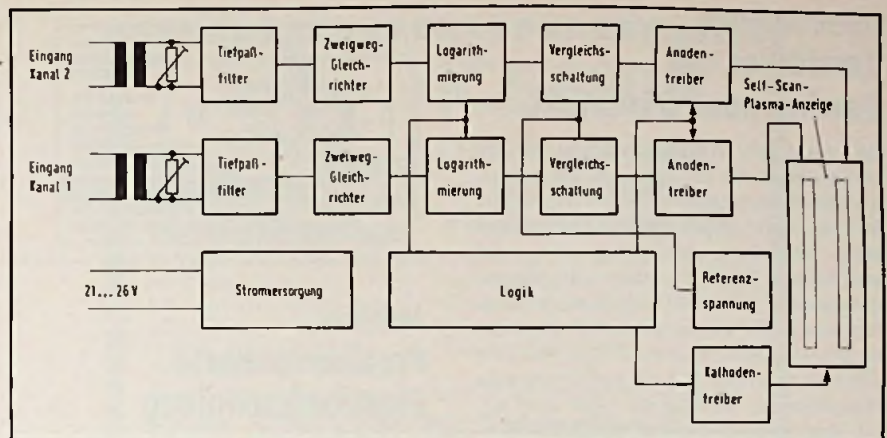 Eingang
Kanal 2
Tiefpaß-
filter
Zweigweg-
Gleich-
richter
Logarith-
mierung
Vergleichs-
schaltung
Anoden-
treiber
Self-Scan-
Plasma-Anzeige
Eingang
Kanal 1
Tiefpaß-
filter
Zweiweg-
Gleich-
richter
Logarith-
mierung
Vergleichs-
schaltung
Anoden-
treiber
21...26V
Stromversorgung
Logik
Referenz-
spannung
Kathoden-
treiber